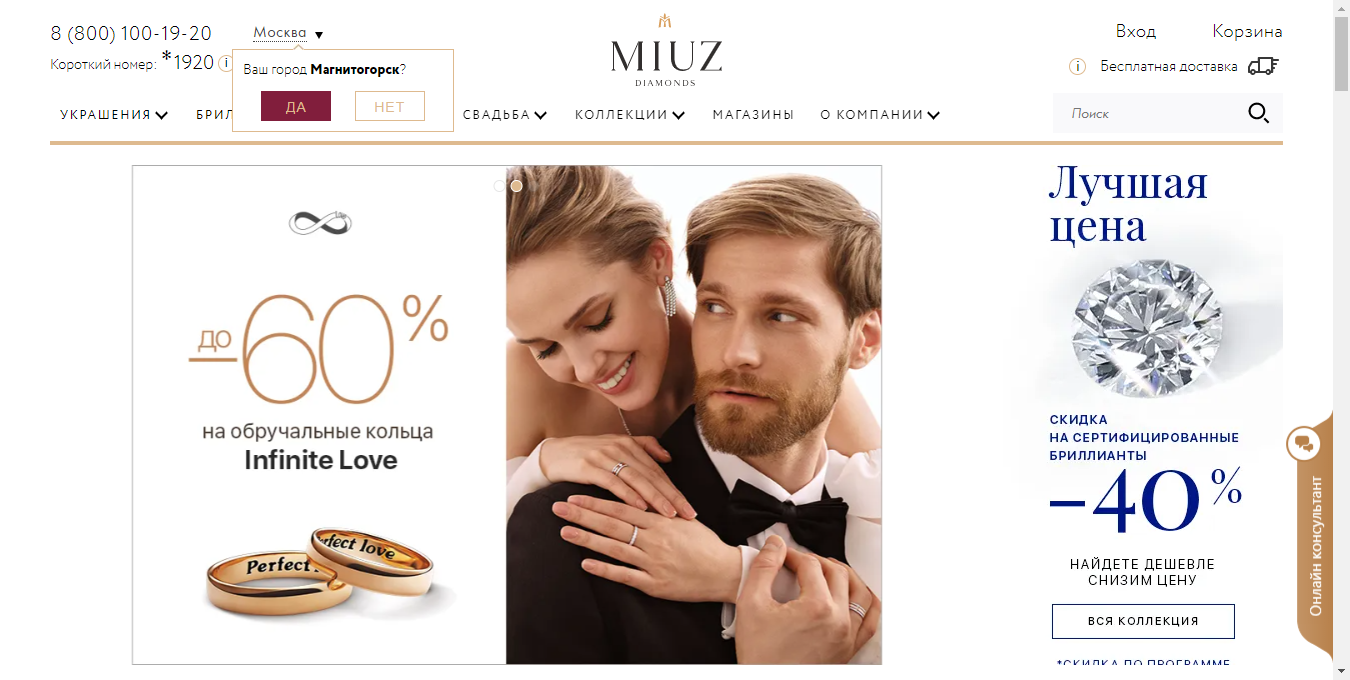 8 (800) 100-19-20
Москва
Короткий номер: *1920
i
Ваш город Магнитогорск?
ДА
НЕТ
MIUZ
DIAMONDS
Вход
Корзина
i
Бесплатная доставка
УКРАШЕНИЯ
БРИЛ
СВАДЬБА
КОЛЛЕКЦИИ
МАГАЗИНЫ
О КОМПАНИИ
Поиск
до 60%
на обручальные кольца
Infinite Love
Perfect
rfect love
Лучшая
цена
СКИДКА
НА СЕРТИФИЦИРОВАННЫЕ
БРИЛЛИАНТЫ
–40%
НАЙДЕТЕ ДЕШЕВЛЕ
СНИЗИМ ЦЕНУ
ВСЯ КОЛЛЕКЦИЯ
*СКИДКА ПО ПРОГРАММЕ
Онлайн консультант